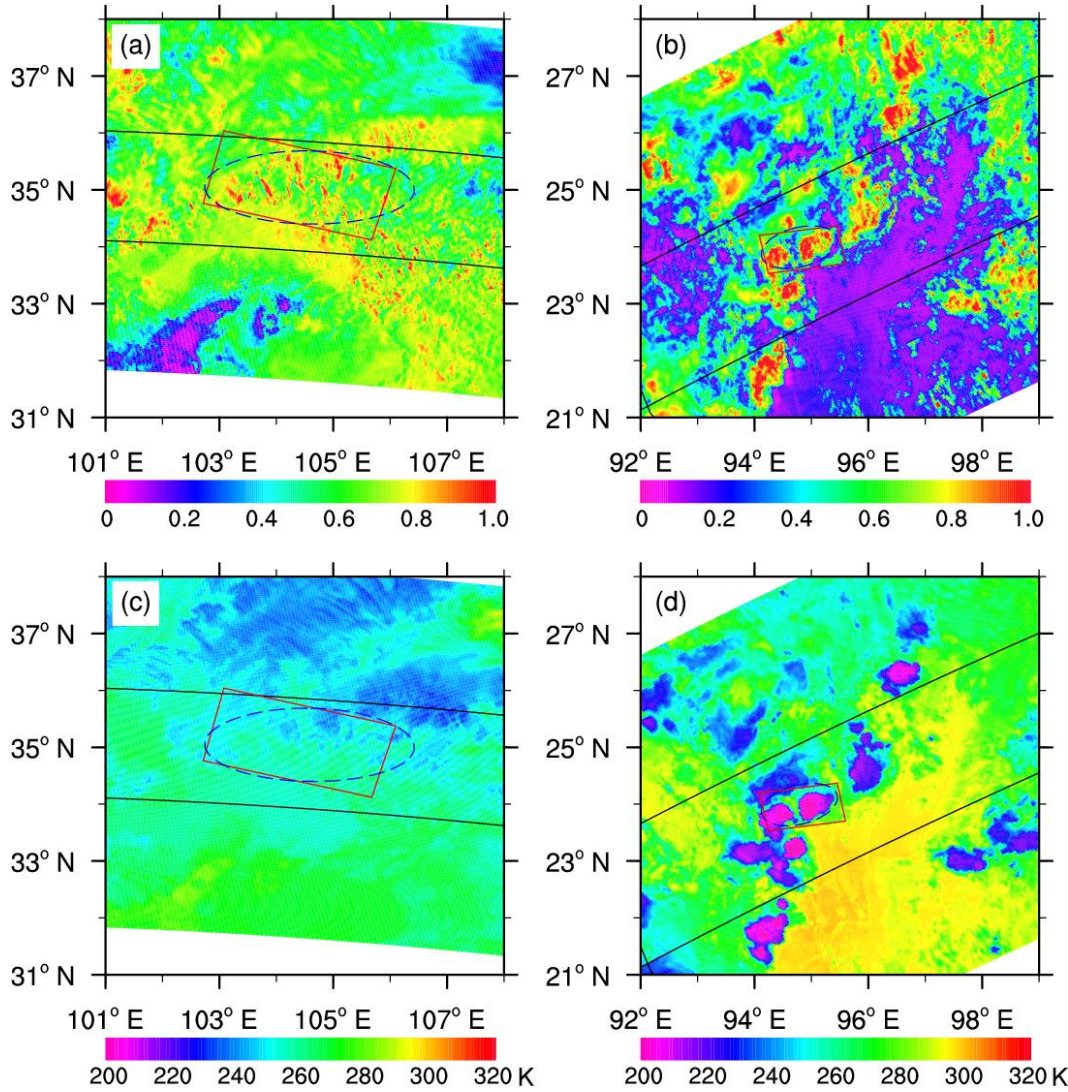 (a)
37° N
35° N
33° N
31° N
101° E 103° E 105° E 107° E
0 0.2 0.4 0.6 0.8 1.0
(b)
27° N
25° N
23° N
21° N
92° E 94° E 96° E 98° E
0 0.2 0.4 0.6 0.8 1.0
(c)
37° N
35° N
33° N
31° N
101° E 103° E 105° E 107° E
200 220 240 260 280 300 320 K
(d)
27° N
25° N
23° N
21° N
92° E 94° E 96° E 98° E
200 220 240 260 280 300 320 K